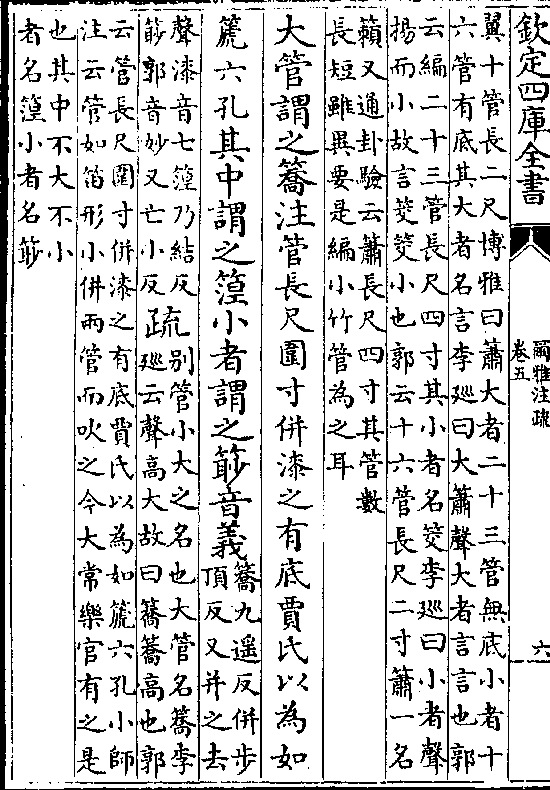 欽定四庫全書
爾雅注疏
卷五
六
翼十管長二尺博雅曰簫大者二十三管無底小者十
六管有底其大者名言李廵曰大簫聲大者言言也郭
云編二十三管長尺四寸其小者名筊李廵曰小者聲
揚而小故言筊筊小也郭云十六管長尺二寸簫一名
籟又通卦驗云簫長尺四寸其管數
長短雖異要是編小竹管為之耳
大管謂之簥注管長尺圍寸併漆之有底賈氏以為如
篪六孔其中謂之篞小者謂之篎音義
簥九遥反併步
頂反又并之去
聲漆音七篞乃結反
篎郭音妙又亡小反
疏
别管小大之名也大管名簥李
廵云聲高大故曰簥簥高也郭
云管長尺圍寸併漆之有底賈氏以為如篪六孔小師
注云管如笛形小併兩管而吹之今大常樂官有之是
也其中不大不小
者名篞小者名篎